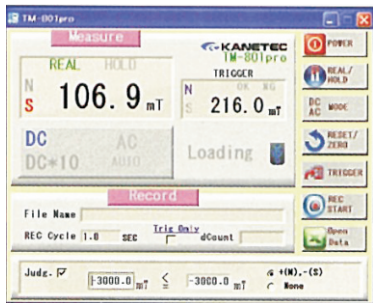 TM-801pro
Measure
KANETEC
TM-801pro
REAL HOLD
N
S
106.9 mT
TRIGGER
OK NG
N
S
216.0 mT
DC AC
DC*10 AUTO
Loading
Record
File Name
REC Cycle 1.0 SEC
Trig Only
dCount
Judg.
-3000.0 mT ≦ -3000.0 mT
+(N),-(S)
None
POWER
REAL/
HOLD
DC
AC
MODE
RESET/
ZERO
TRIGGER
REC
START
Open
Data